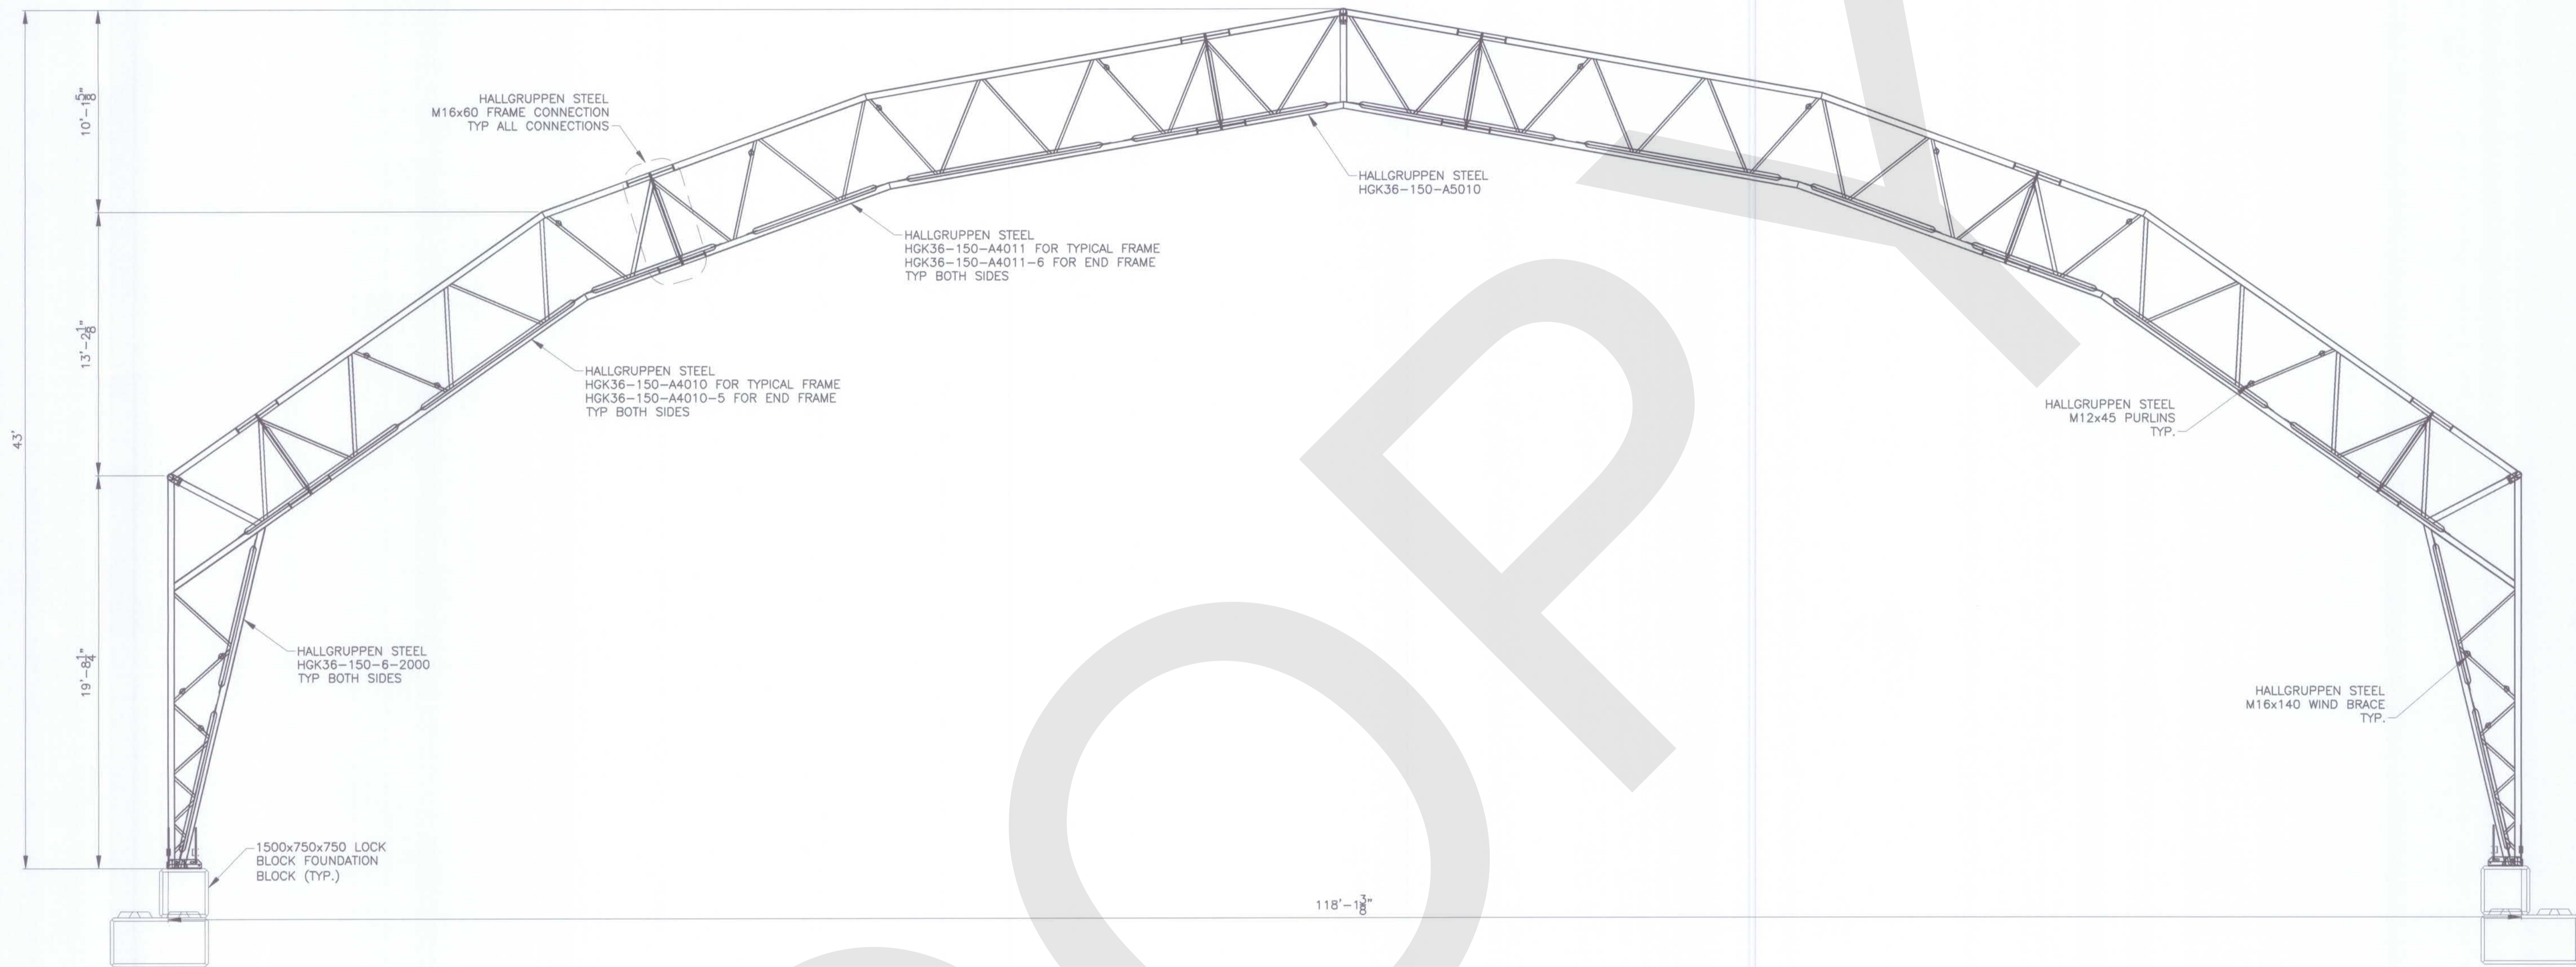 HALLGRUPPEN STEEL
M16x60 FRAME CONNECTION
TYP ALL CONNECTIONS
10'-1⅝"
HALLGRUPPEN STEEL
HGK36-150-A5010
HALLGRUPPEN STEEL
HGK36-150-A4011 FOR TYPICAL FRAME
HGK36-150-A4011-6 FOR END FRAME
TYP BOTH SIDES
13'-2⅛"
HALLGRUPPEN STEEL
HGK36-150-A4010 FOR TYPICAL FRAME
HGK36-150-A4010-5 FOR END FRAME
TYP BOTH SIDES
HALLGRUPPEN STEEL
M12x45 PURLINS
TYP.
43'
19'-8¼"
HALLGRUPPEN STEEL
HGK36-150-6-2000
TYP BOTH SIDES
HALLGRUPPEN STEEL
M16x140 WIND BRACE
TYP.
1500x750x750 LOCK
BLOCK FOUNDATION
BLOCK (TYP.)
118'-1⅜"
COPY